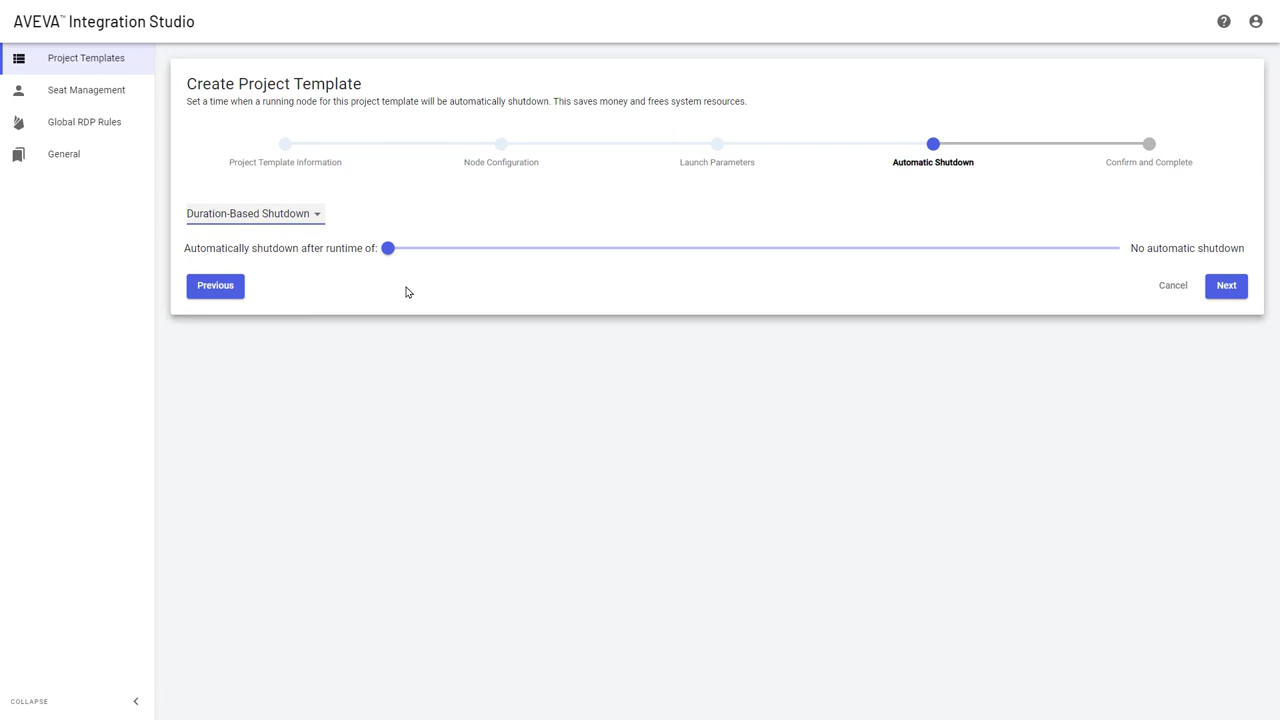 AVEVA™ Integration Studio
Project Templates
Seat Management
Global RDP Rules
General
COLLAPSE
Create Project Template
Set a time when a running node for this project template will be automatically shutdown. This saves money and frees system resources.
Project Template Information
Node Configuration
Launch Parameters
Automatic Shutdown
Confirm and Complete
Duration-Based Shutdown
Automatically shutdown after runtime of:
No automatic shutdown
Previous
Cancel
Next